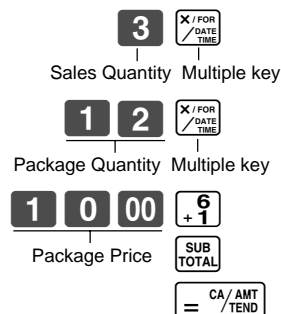 3 X / FOR / DATE TIME
Sales Quantity Multiple key
1 2 X / FOR / DATE TIME
Package Quantity Multiple key
1 0 00 6 + 1
Package Price
SUB TOTAL
= CA / AMT / TEND